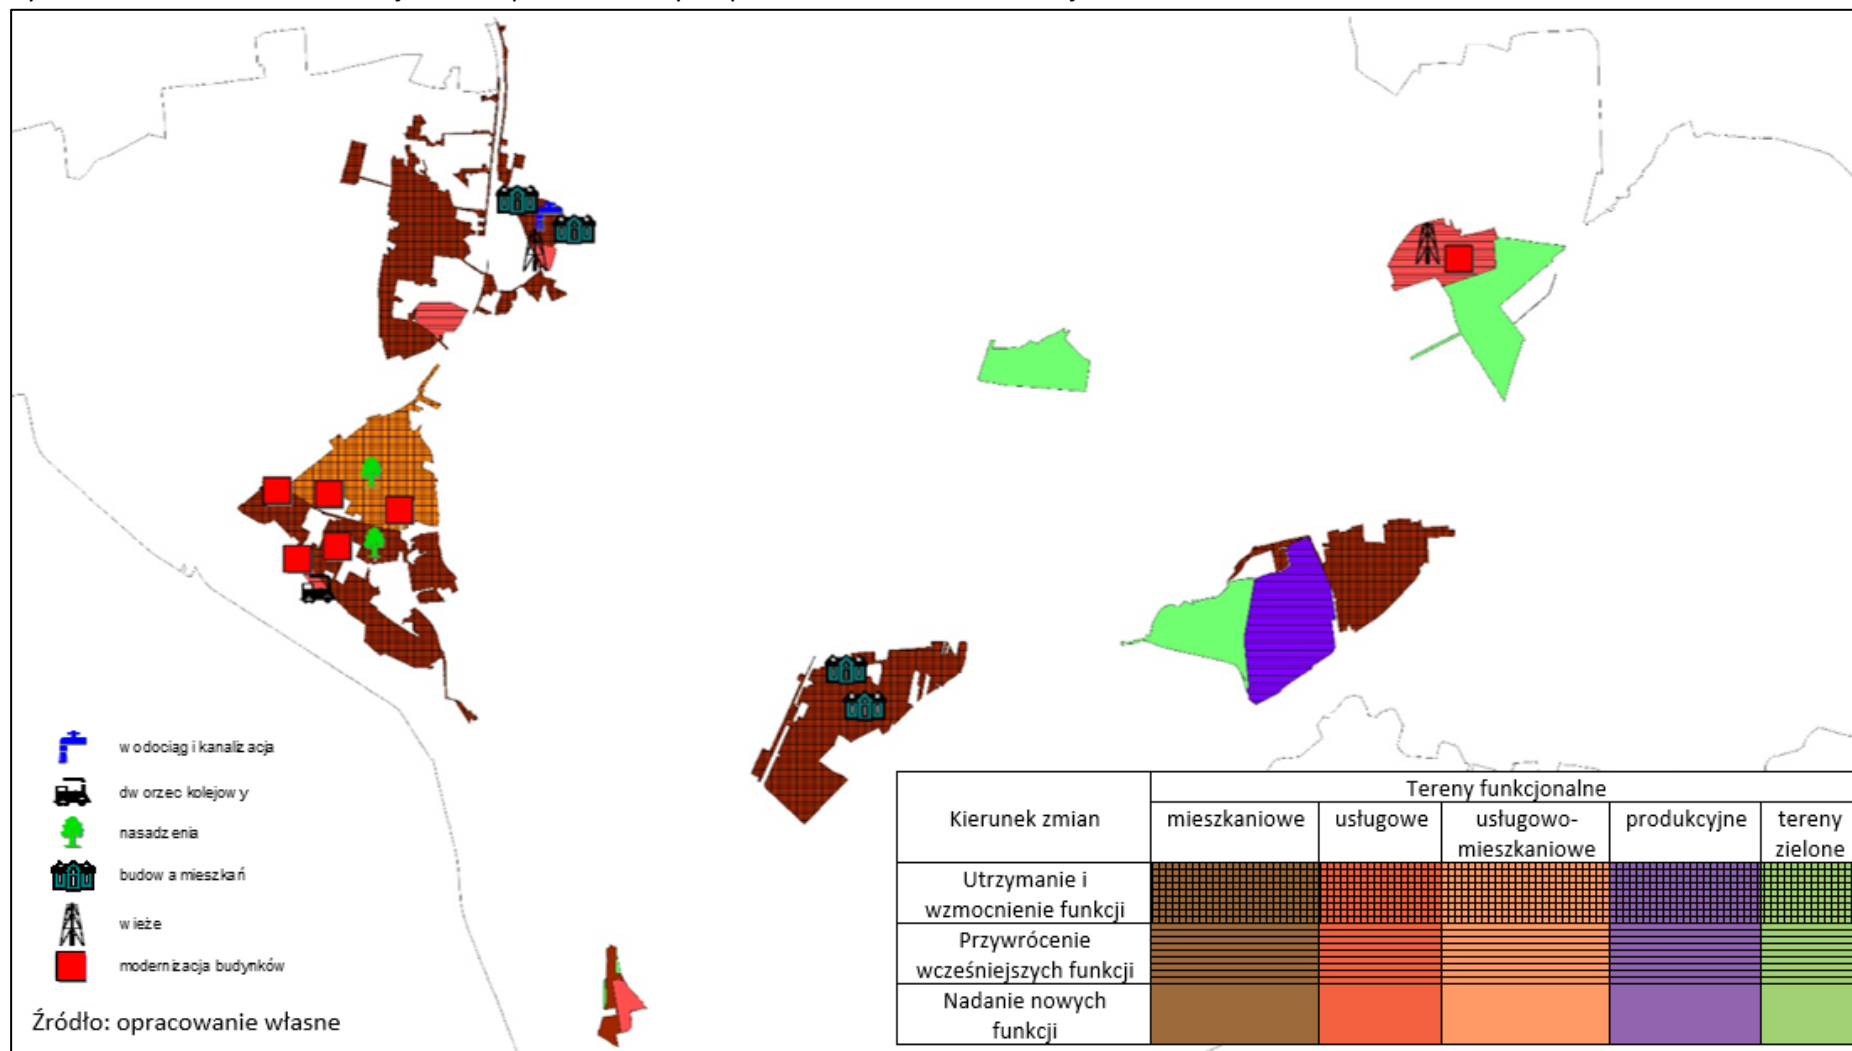 wodociąg i kanalizacja
dworzec kolejowy
nasadzenia
budowa mieszkań
wieże
modernizacja budynków
Źródło: opracowanie własne
Kierunek zmian
Tereny funkcjonalne
mieszkaniowe
usługowe
usługowo-
mieszkaniowe
produkcyjne
tereny
zielone
Utrzymanie i
wzmocnienie funkcji
Przywrócenie
wcześniejszych funkcji
Nadanie nowych
funkcji